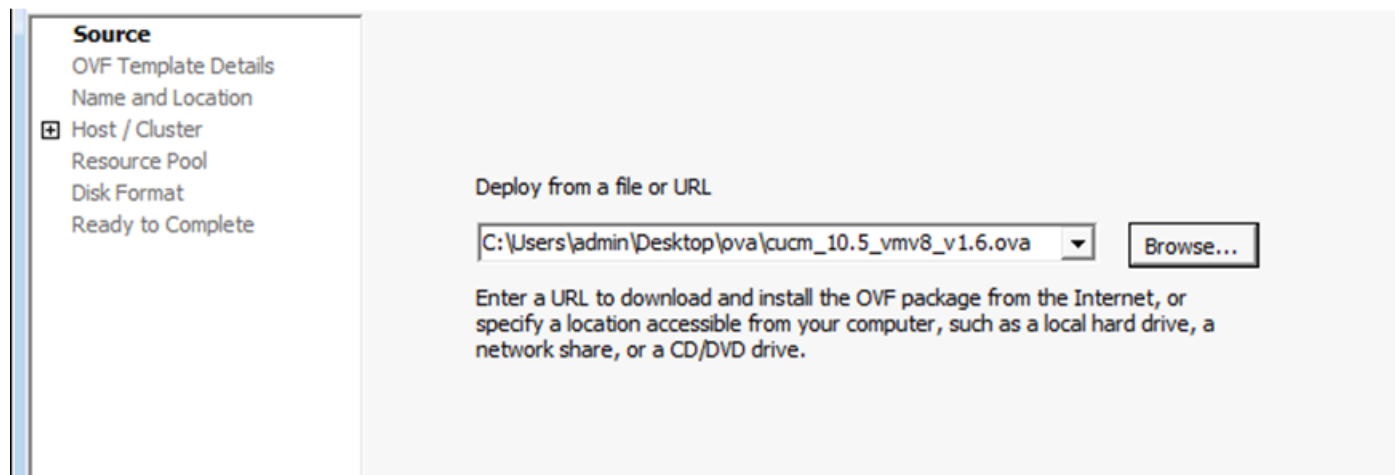 Source
OVF Template Details
Name and Location
Host / Cluster
Resource Pool
Disk Format
Ready to Complete
Deploy from a file or URL
C:\Users\admin\Desktop\ova\cucm_10.5_vmv8_v1.6.ova
Browse...
Enter a URL to download and install the OVF package from the Internet, or
specify a location accessible from your computer, such as a local hard drive, a
network share, or a CD/DVD drive.